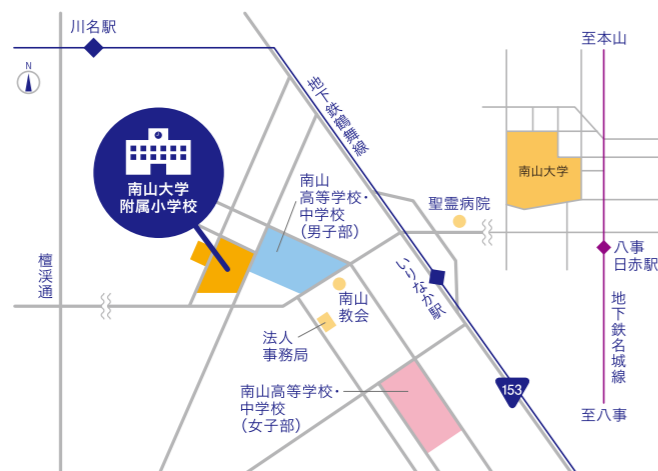 川名駅
N
地下鉄鶴舞線
南山大学
附属小学校
南山
高等学校・
中学校
(男子部)
聖霊病院
至本山
南山大学
八事
日赤駅
檀渓通
いりなか駅
南山
教会
法人
事務局
地下鉄名城線
南山高等学校・
中学校
(女子部)
153
至八事